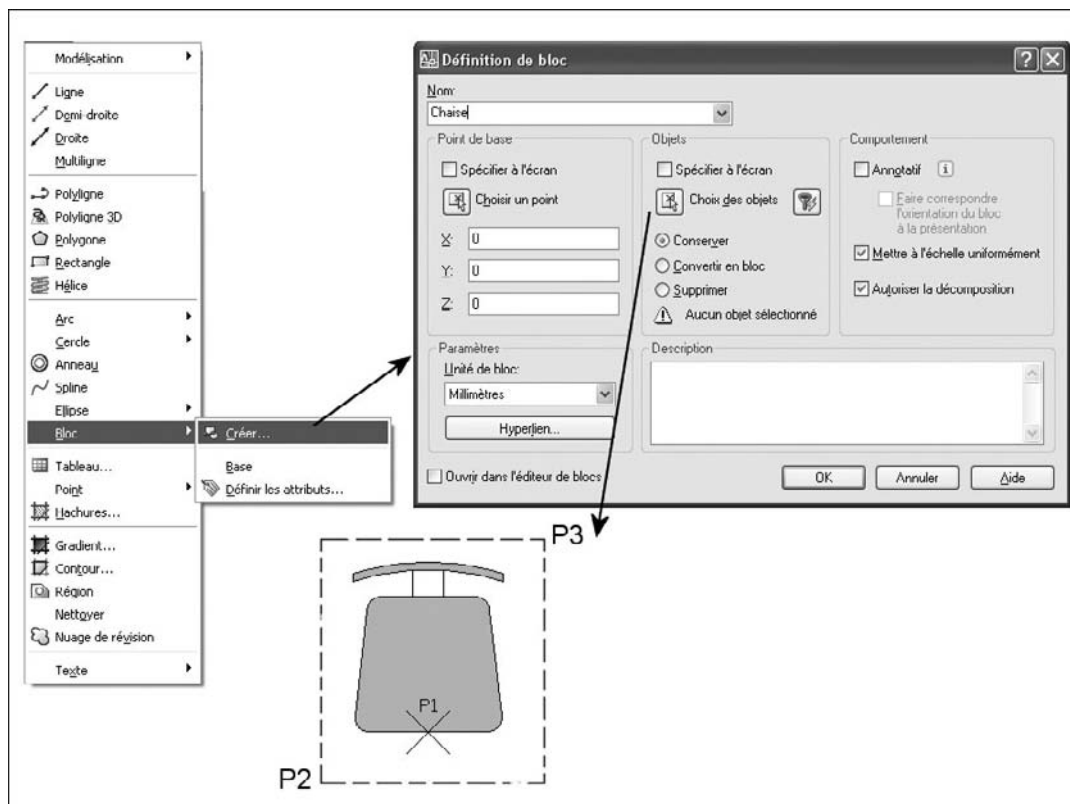 Modélisation
Ligne
Demi-droite
Droite
Multiligne
Polyligne
Polyligne 3D
Polygone
Rectangle
Hélice
Arc
Cercle
Anneau
Spline
Ellipse
Bloc
Créer...
Base
Définir les attributs...
Tableau...
Point
Hachures...
Gradient...
Contour...
Région
Nettoyer
Nuage de révision
Texte
Définition de bloc
Nom:
Chaise
Point de base
Spécifier à l'écran
Choisir un point
X: 0
Y: 0
Z: 0
Objets
Spécifier à l'écran
Choix des objets
Conserver
Convertir en bloc
Supprimer
Aucun objet sélectionné
Comportement
Annotatif
Faire correspondre
l'orientation du bloc
à la présentation
Mettre à l'échelle uniformément
Autoriser la décomposition
Paramètres
Unité de bloc:
Millimètres
Hyperlien...
Description
Ouvrir dans l'éditeur de blocs
OK
Annuler
Aide
P3
P1
P2